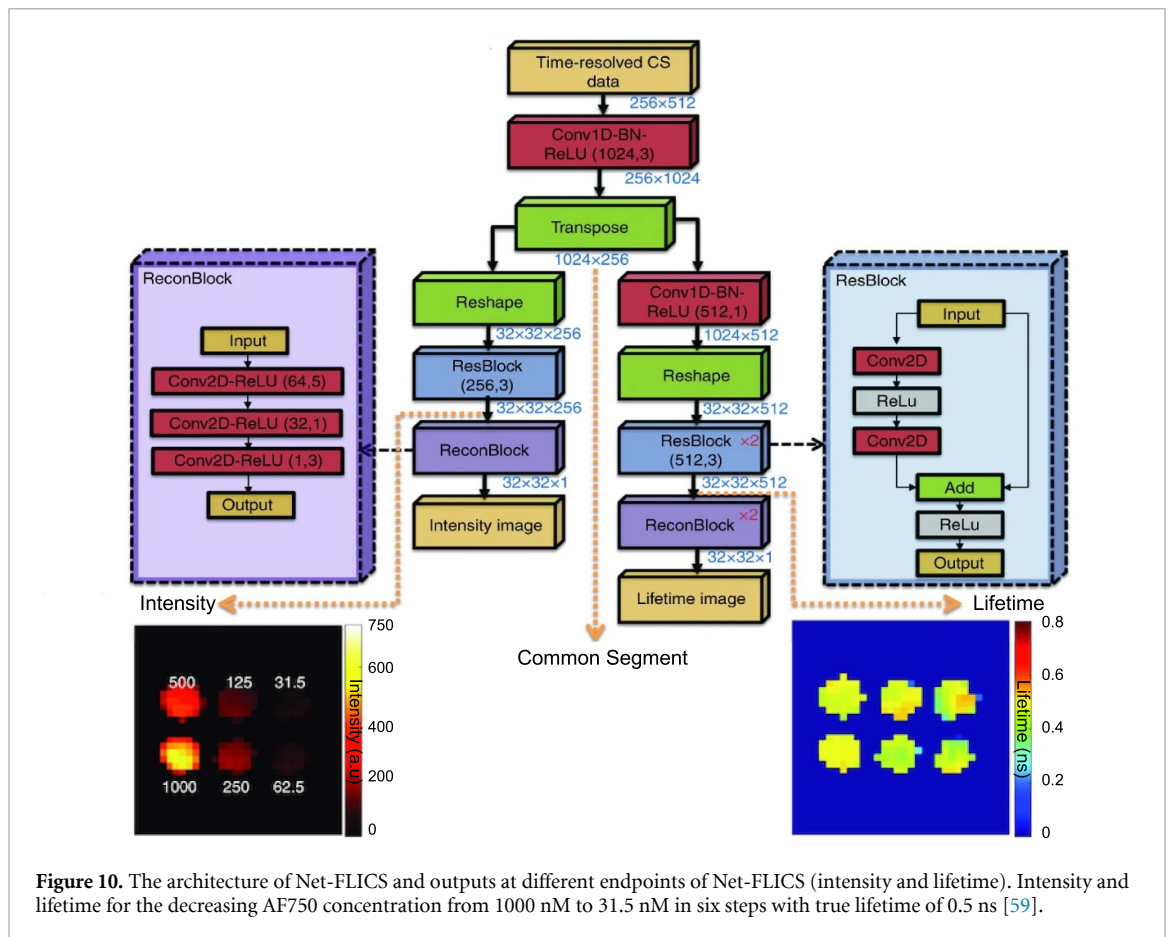 Time-resolved CS
data
256×512
Conv1D-BN-
ReLU (1024,3)
256×1024
Transpose
1024×256
ReconBlock
Input
Conv2D-ReLU (64,5)
Conv2D-ReLU (32,1)
Conv2D-ReLU (1,3)
Output
Reshape
32×32×256
ResBlock
(256,3)
32×32×256
ReconBlock
32×32×1
Intensity image
Conv1D-BN-
ReLU (512,1)
1024×512
Reshape
32×32×512
ResBlock ×2
(512,3)
32×32×512
ReconBlock ×2
32×32×1
Lifetime image
ResBlock
Input
Conv2D
ReLu
Conv2D
Add
ReLu
Output
Intensity
Common Segment
Lifetime
500 125 31.5
1000 250 62.5
750
600
400
200
0
Intensity (a.u)
0.8
0.6
0.4
0.2
0
Lifetime (ns)
Figure 10. The architecture of Net-FLICS and outputs at different endpoints of Net-FLICS (intensity and lifetime). Intensity and
lifetime for the decreasing AF750 concentration from 1000 nM to 31.5 nM in six steps with true lifetime of 0.5 ns [59].